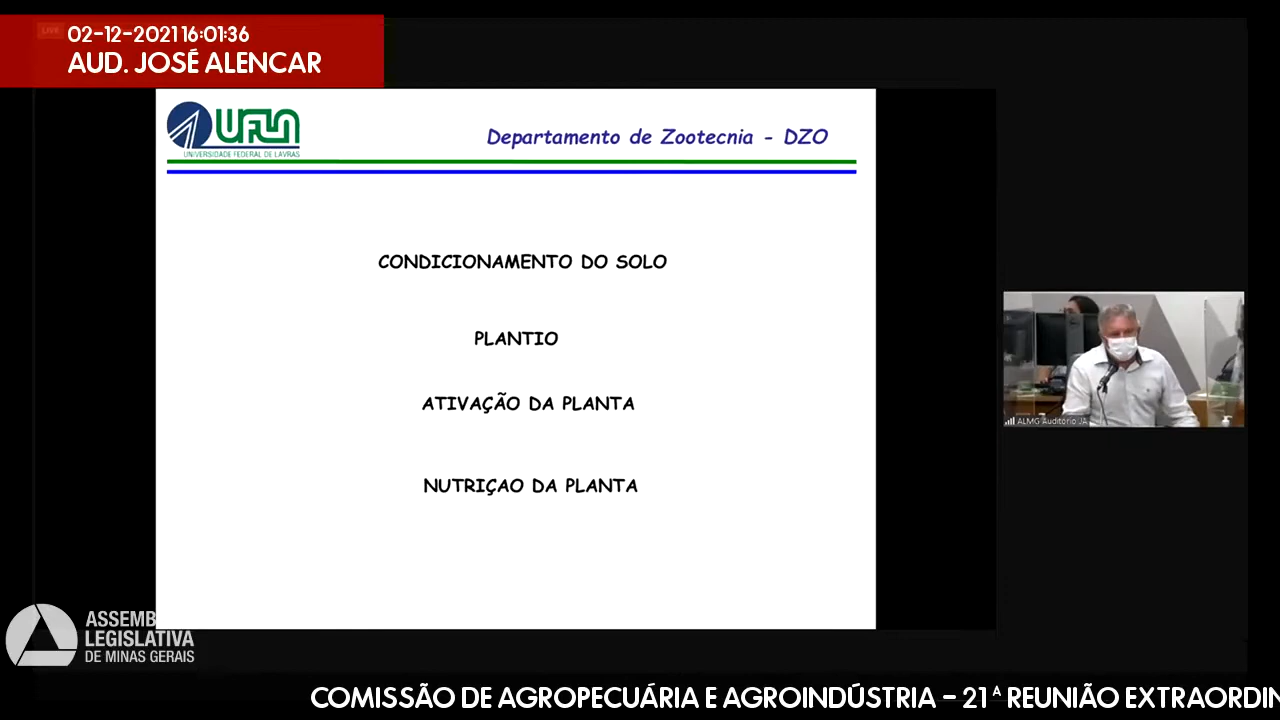 LIVE
02-12-2021 16:01:36
AUD. JOSÉ ALENCAR
UFLA
UNIVERSIDADE FEDERAL DE LAVRAS
Departamento de Zootecnia - DZO
CONDICIONAMENTO DO SOLO
PLANTIO
ATIVAÇÃO DA PLANTA
NUTRIÇAO DA PLANTA
ALMG Auditório JA
ASSEMB
LEGISLATIVA
DE MINAS GERAIS
COMISSÃO DE AGROPECUÁRIA E AGROINDÚSTRIA - 21ª REUNIÃO EXTRAORDIN